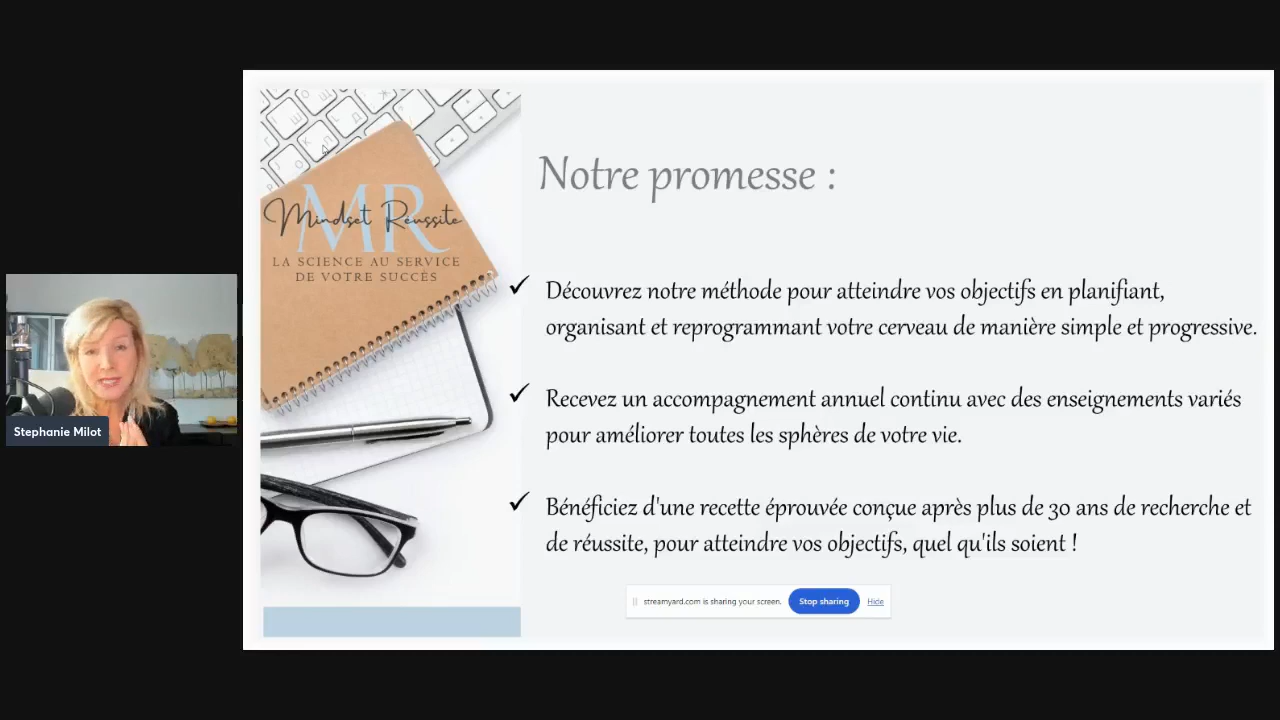 MR
Mindset Réussite
LA SCIENCE AU SERVICE
DE VOTRE SUCCÈS
Notre promesse :
Découvrez notre méthode pour atteindre vos objectifs en planifiant,
organisant et reprogrammant votre cerveau de manière simple et progressive.
Recevez un accompagnement annuel continu avec des enseignements variés
pour améliorer toutes les sphères de votre vie.
Bénéficiez d'une recette éprouvée conçue après plus de 30 ans de recherche et
de réussite, pour atteindre vos objectifs, quel qu'ils soient !
streamyard.com is sharing your screen. Stop sharing Hide
Stephanie Milot